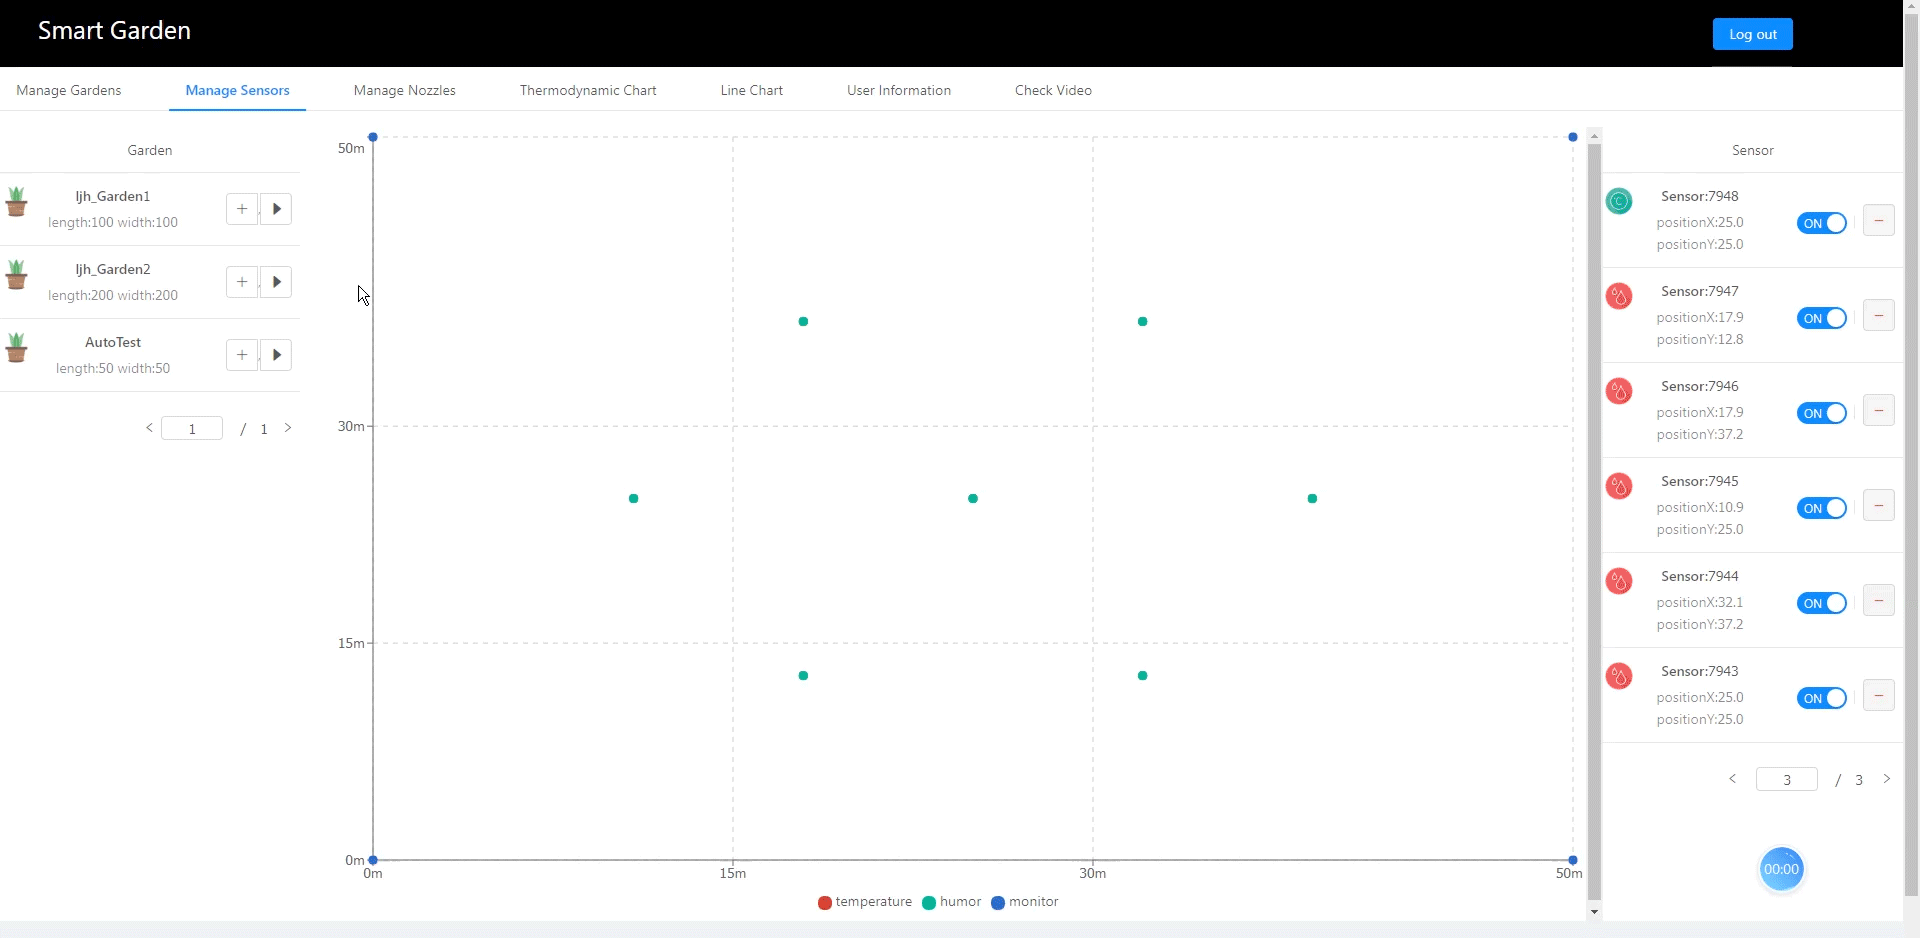 Smart Garden
Log out
Manage Gardens
Manage Sensors
Manage Nozzles
Thermodynamic Chart
Line Chart
User Information
Check Video
Garden
ljh_Garden1
length:100 width:100
ljh_Garden2
length:200 width:200
AutoTest
length:50 width:50
1 / 1
50m
30m
15m
0m
0m
15m
30m
50m
temperature
humor
monitor
Sensor
Sensor:7948
positionX:25.0
positionY:25.0
ON
Sensor:7947
positionX:17.9
positionY:12.8
ON
Sensor:7946
positionX:17.9
positionY:37.2
ON
Sensor:7945
positionX:10.9
positionY:25.0
ON
Sensor:7944
positionX:32.1
positionY:37.2
ON
Sensor:7943
positionX:25.0
positionY:25.0
ON
3 / 3
00:00